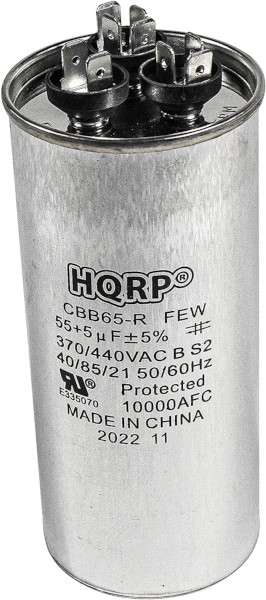 HQRP®
CBB65-R FEW
55+5µF±5%
370/440VAC B S2
40/85/21 50/60Hz
Protected
E335070 10000AFC
MADE IN CHINA
2022 11